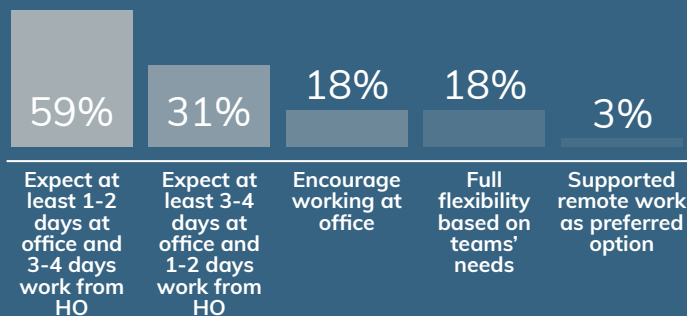 59%
31%
18%
18%
3%
Expect at
least 1-2
days at
office and
3-4 days
work from
HO
Expect at
least 3-4
days at
office and
1-2 days
work from
HO
Encourage
working at
office
Full
flexibility
based on
teams’
needs
Supported
remote work
as preferred
option